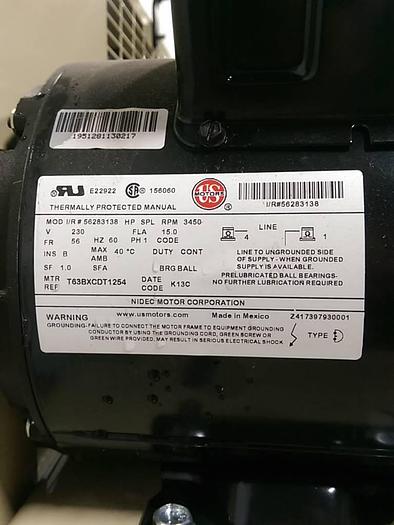 1951281130217
E22922 156060
US MOTORS
THERMALLY PROTECTED MANUAL
I/R#56283138
MOD I/R # 56283138 HP SPL RPM 3450
V 230 FLA 15.0
FR 56 HZ 60 PH 1 CODE
INS B MAX AMB 40 °C DUTY CONT
SF 1.0 SFA BRG BALL
MTR REF T63BXCDT1254 DATE CODE K13C
LINE
4 1
LINE TO UNGROUNDED SIDE
OF SUPPLY - WHEN GROUNDED
SUPPLY IS AVAILABLE.
PRELUBRICATED BALL BEARINGS-
NO FURTHER LUBRICATION REQUIRED
NIDEC MOTOR CORPORATION
WARNING www.usmotors.com Made in Mexico Z417397930001
GROUNDING-FAILURE TO CONNECT THE MOTOR FRAME TO EQUIPMENT GROUNDING
CONDUCTOR BY USING THE GROUNDING CORD, GREEN SCREW OR
GREEN WIRE PROVIDED, MAY RESULT IN SERIOUS ELECTRICAL SHOCK
TYPE